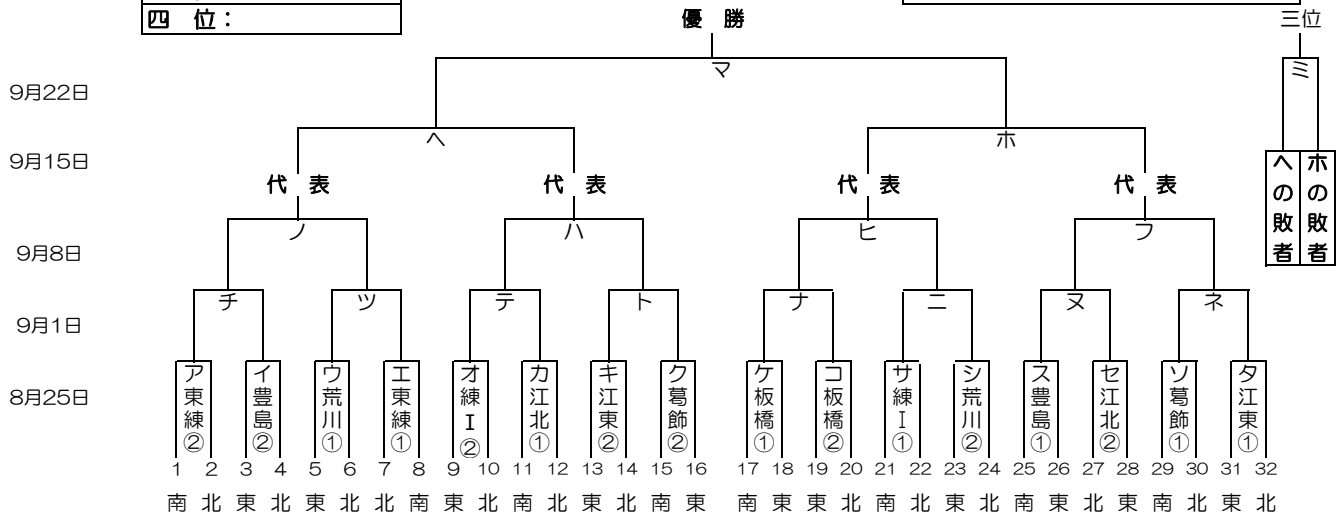 四 位：
優 勝
三位
マ
ミ
9月22日
ヘ
ホ
9月15日
への敗者
ホの敗者
代 表
代 表
代 表
代 表
ノ
ハ
ヒ
フ
9月8日
チ
ツ
テ
ト
ナ
ニ
ヌ
ネ
9月1日
8月25日
ア東練②
イ豊島②
ウ荒川①
エ東練①
オ練Ⅰ②
カ江北①
キ江東②
ク葛飾②
ケ板橋①
コ板橋②
サ練Ⅰ①
シ荒川②
ス豊島①
セ江北②
ソ葛飾①
タ江東①
1 2 3 4 5 6 7 8 9 10 11 12 13 14 15 16 17 18 19 20 21 22 23 24 25 26 27 28 29 30 31 32
南 北 東 北 東 北 北 南 東 北 南 北 東 北 南 東 南 北 東 北 南 北 東 北 南 東 北 東 南 北 東 北